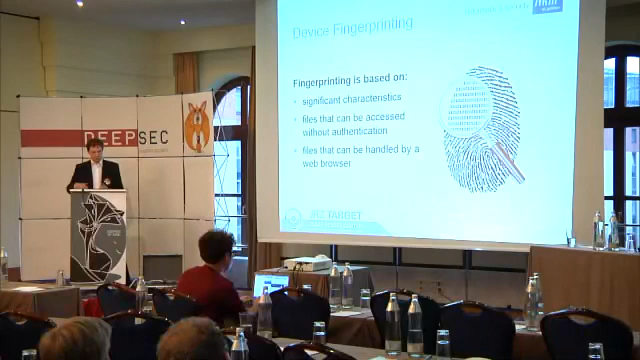 Device Fingerprinting
Fingerprinting is based on:
• significant characteristics
• files that can be accessed
without authentication
• files that can be handled by a
web browser
DEEPSEC
TARGET